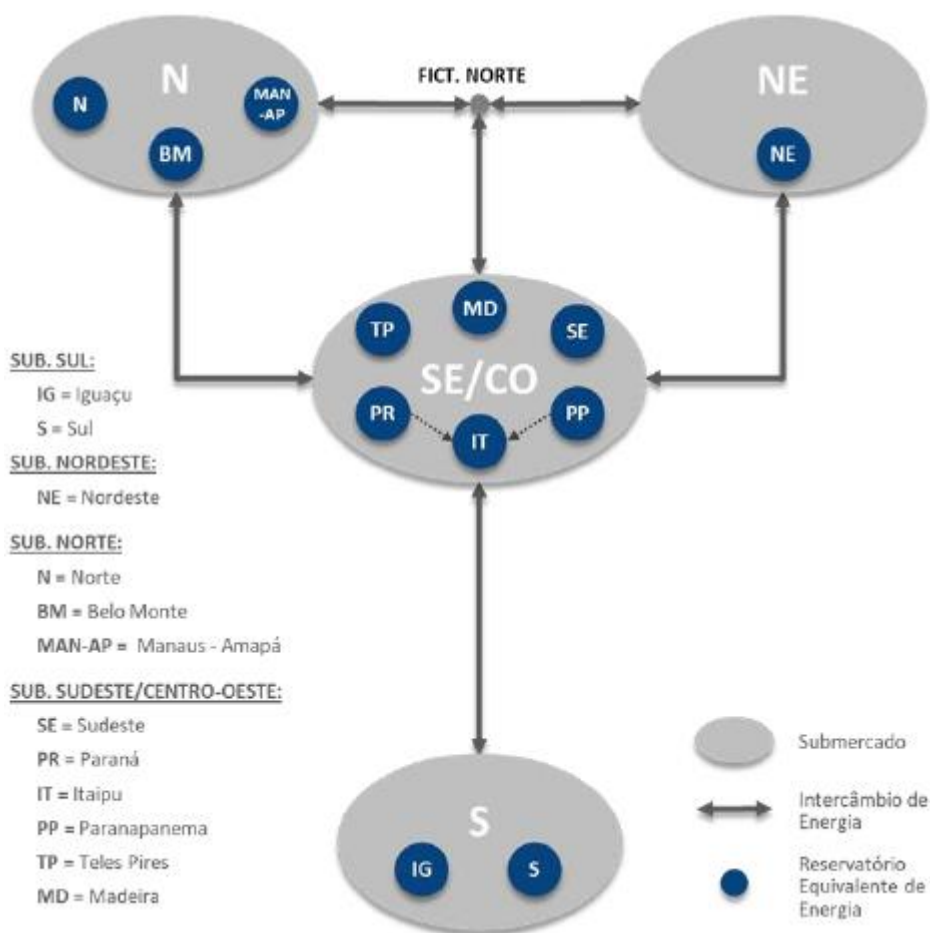 N
N
MAN
-AP
BM
FICT. NORTE
NE
NE
MD
TP
SE
SE/CO
PR
PP
IT
SUB. SUL:
IG = Iguaçu
S = Sul
SUB. NORDESTE:
NE = Nordeste
SUB. NORTE:
N = Norte
BM = Belo Monte
MAN-AP = Manaus - Amapá
SUB. SUDESTE/CENTRO-OESTE:
SE = Sudeste
PR = Paraná
IT = Itaipu
PP = Paranapanema
TP = Teles Pires
MD = Madeira
S
IG
S
Submercado
Intercâmbio de
Energia
Reservatório
Equivalente de
Energia